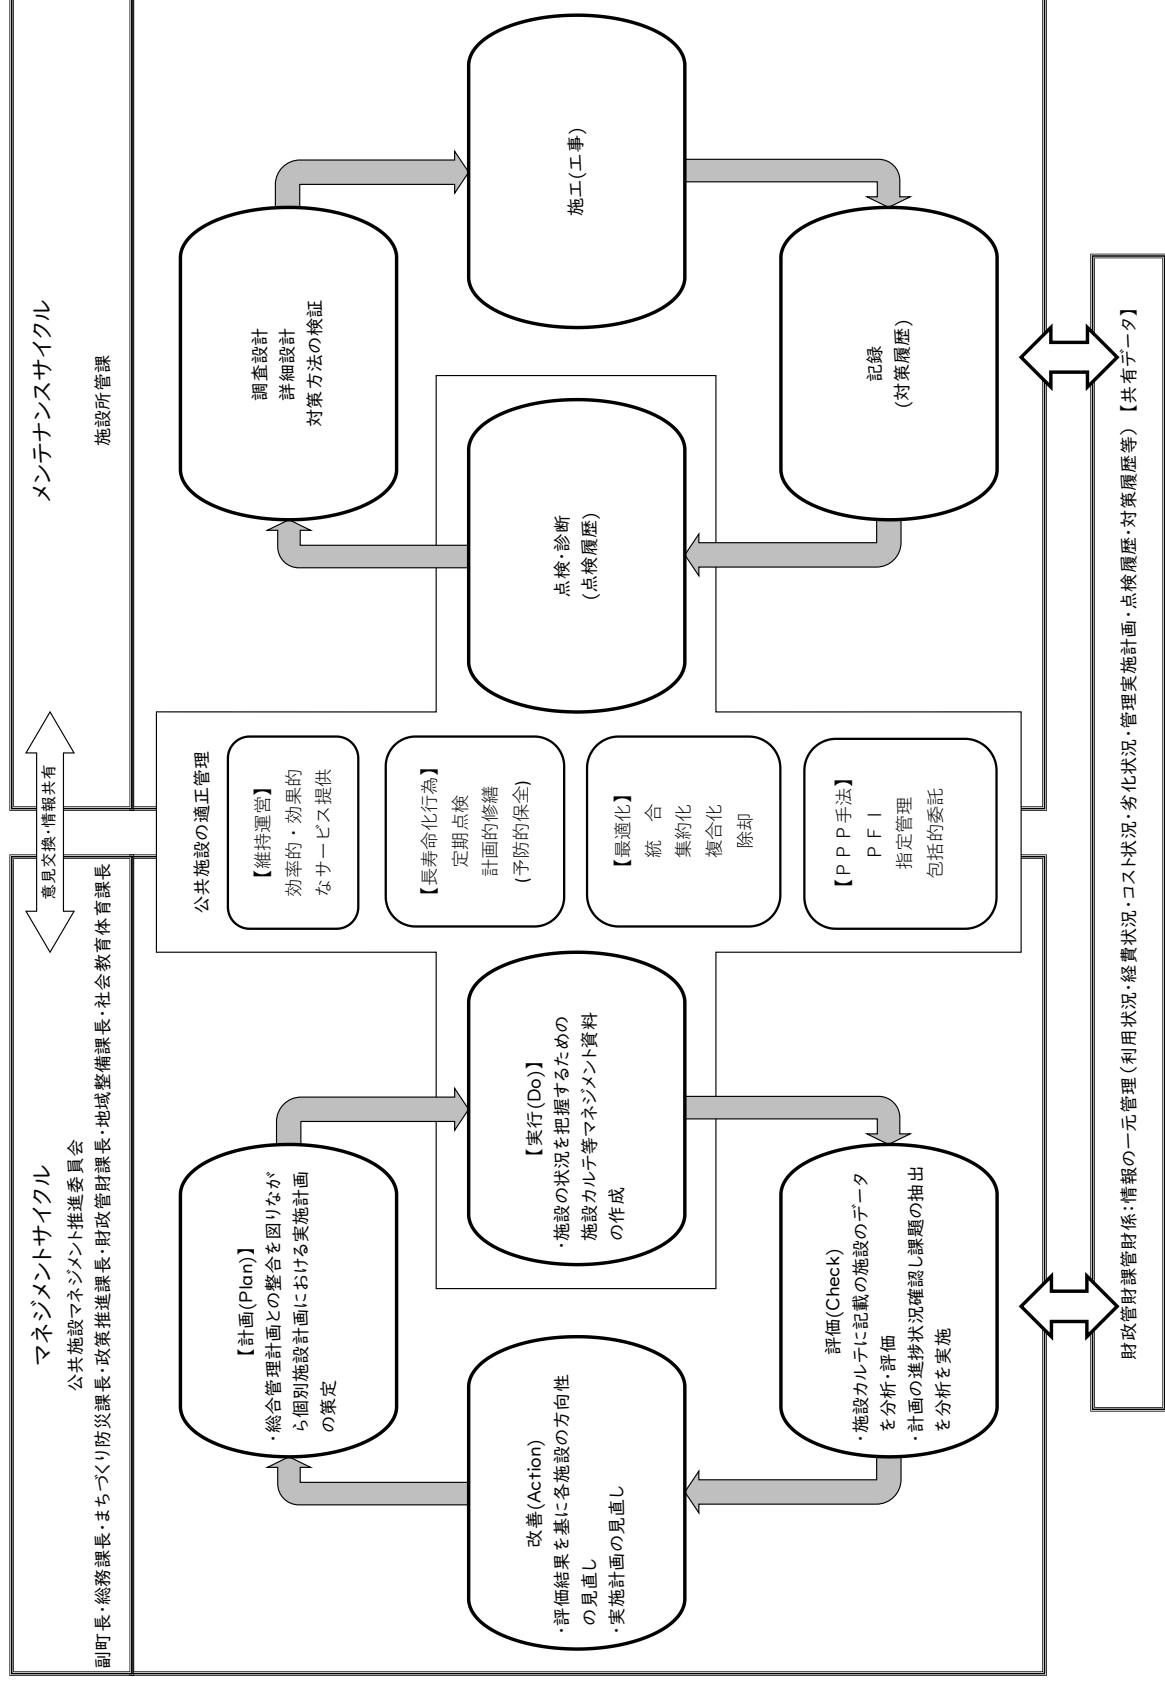 マネジメントサイクル
公共施設マネジメント推進委員会
副町長・総務課長・まちづくり防災課長・政策推進課長・財政管財課長・地域整備課長・社会教育体育課長
意見交換・情報共有
メンテナンスサイクル
施設所管課
【計画(Plan)】
・総合管理計画との整合を図りなが
ら個別施設計画における実施計画
の策定
改善(Action)
・評価結果を基に各施設の方向性
の見直し
・実施計画の見直し
【実行(Do)】
・施設の状況を把握するための
施設カルテ等マネジメント資料
の作成
評価(Check)
・施設カルテに記載の施設のデータ
を分析・評価
・計画の進捗状況確認し課題の抽出
を分析を実施
公共施設の適正管理
【維持運営】
効率的・効果的
なサービス提供
【長寿命化行為】
定期点検
計画的修繕
(予防的保全)
【最適化】
統　合
集約化
複合化
除却
【ＰＰＰ手法】
ＰＦＩ
指定管理
包括的委託
調査設計
詳細設計
対策方法の検証
点検・診断
(点検履歴)
施工(工事)
記録
(対策履歴)
財政管財課管財係：情報の一元管理（利用状況・経費状況・コスト状況・劣化状況・管理実施計画・点検履歴・対策履歴等）【共有データ】